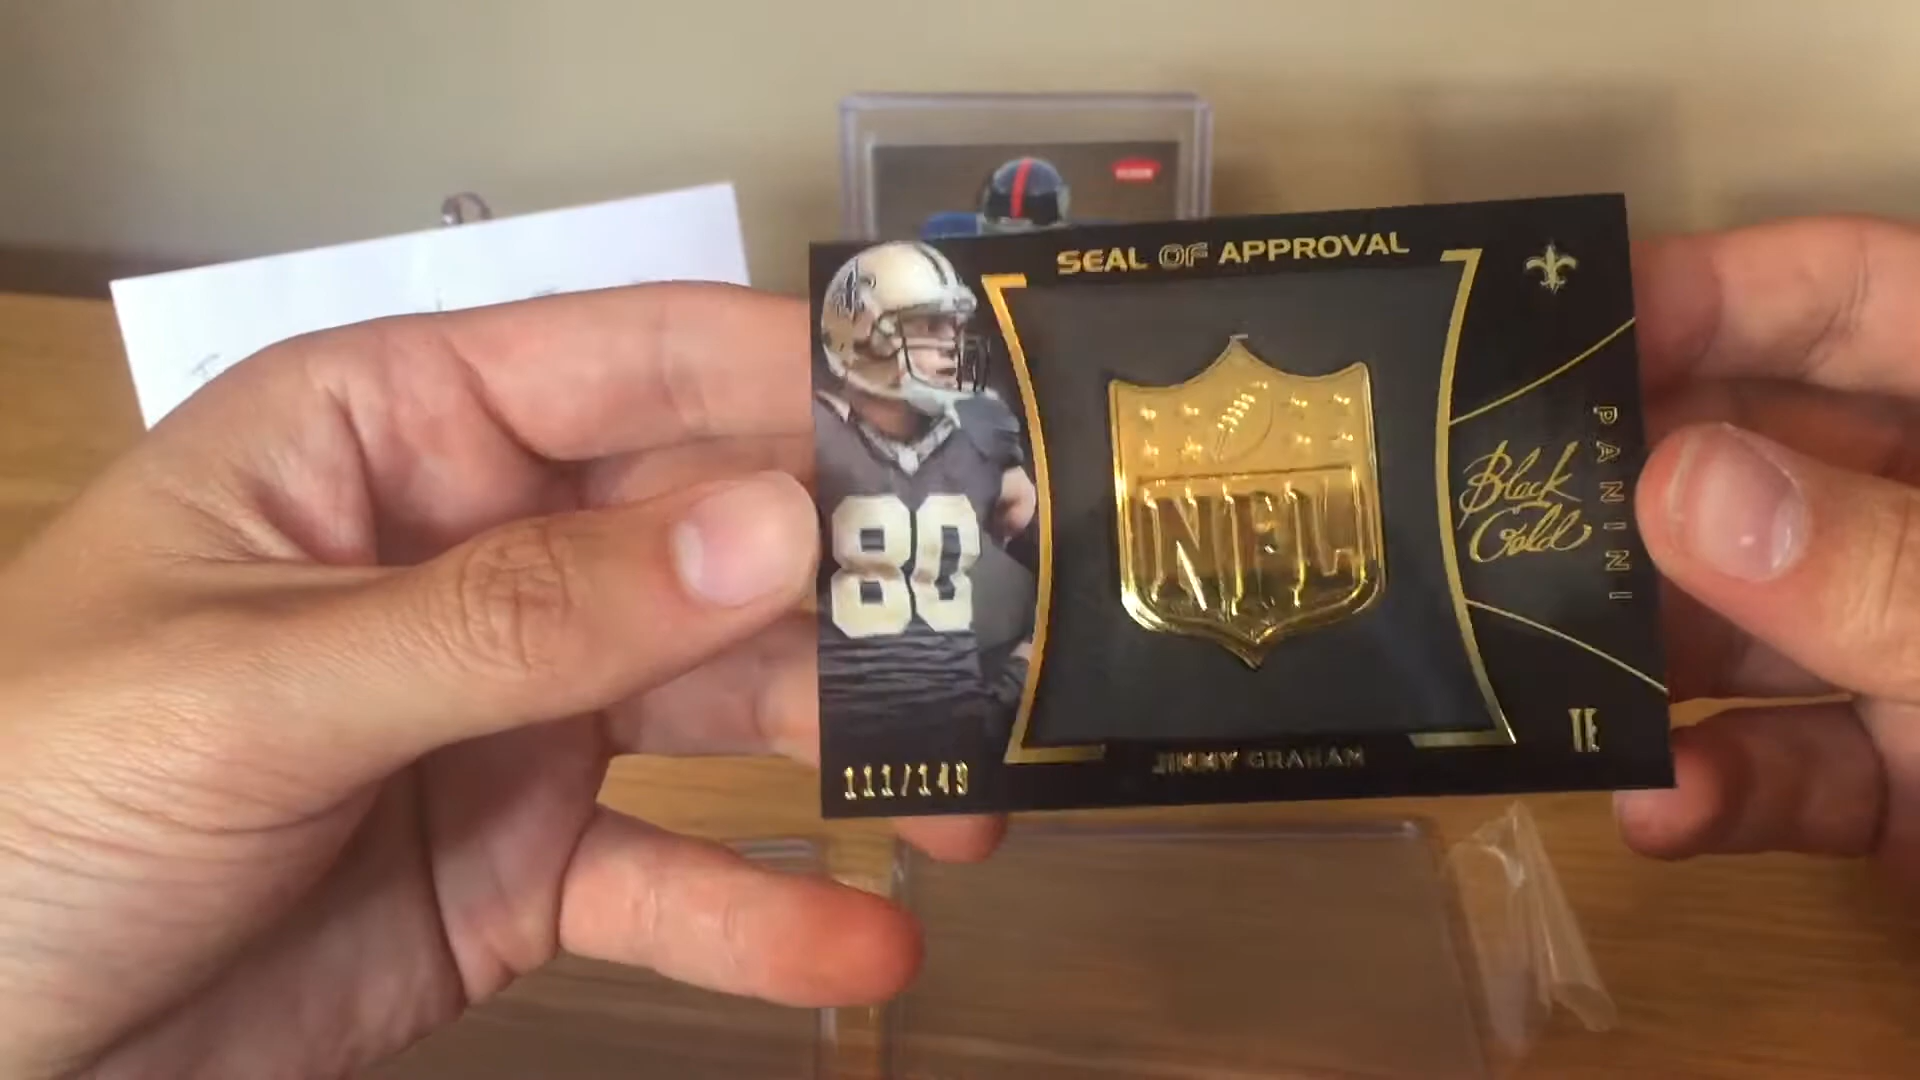 SEAL OF APPROVAL
80
NFL
Black
Gold
PANINI
TE
JIMMY GRAHAM
111/149